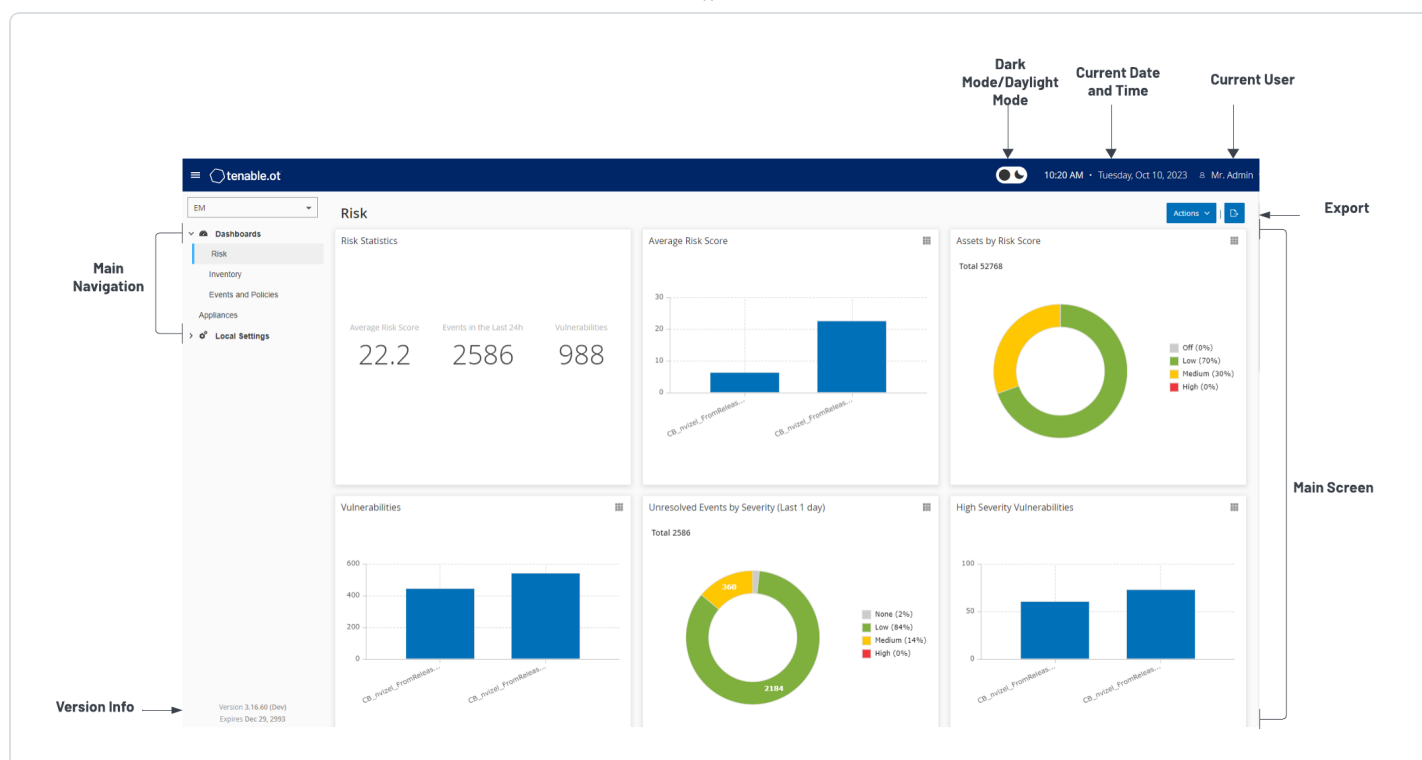 Dark
Mode/Daylight
Mode
Current Date
and Time
Current User
tenable.ot
10:20 AM • Tuesday, Oct 10, 2023 Mr. Admin
EM
Risk
Actions
Export
Main
Navigation
Dashboards
Risk
Inventory
Events and Policies
Appliances
Local Settings
Risk Statistics
Average Risk Score
22.2
Events in the Last 24h
2586
Vulnerabilities
988
Average Risk Score
30
20
10
0
CB_nvizel_FromReleas...
CB_nvizel_FromReleas...
Assets by Risk Score
Total 52768
Off (0%)
Low (70%)
Medium (30%)
High (0%)
Main Screen
Vulnerabilities
600
400
200
0
CB_nvizel_FromReleas...
CB_nvizel_FromReleas...
Unresolved Events by Severity (Last 1 day)
Total 2586
360
2184
None (2%)
Low (84%)
Medium (14%)
High (0%)
High Severity Vulnerabilities
100
50
0
CB_nvizel_FromReleas...
CB_nvizel_FromReleas...
Version Info
Version 3.16.60 (Dev)
Expires Dec 29, 2993